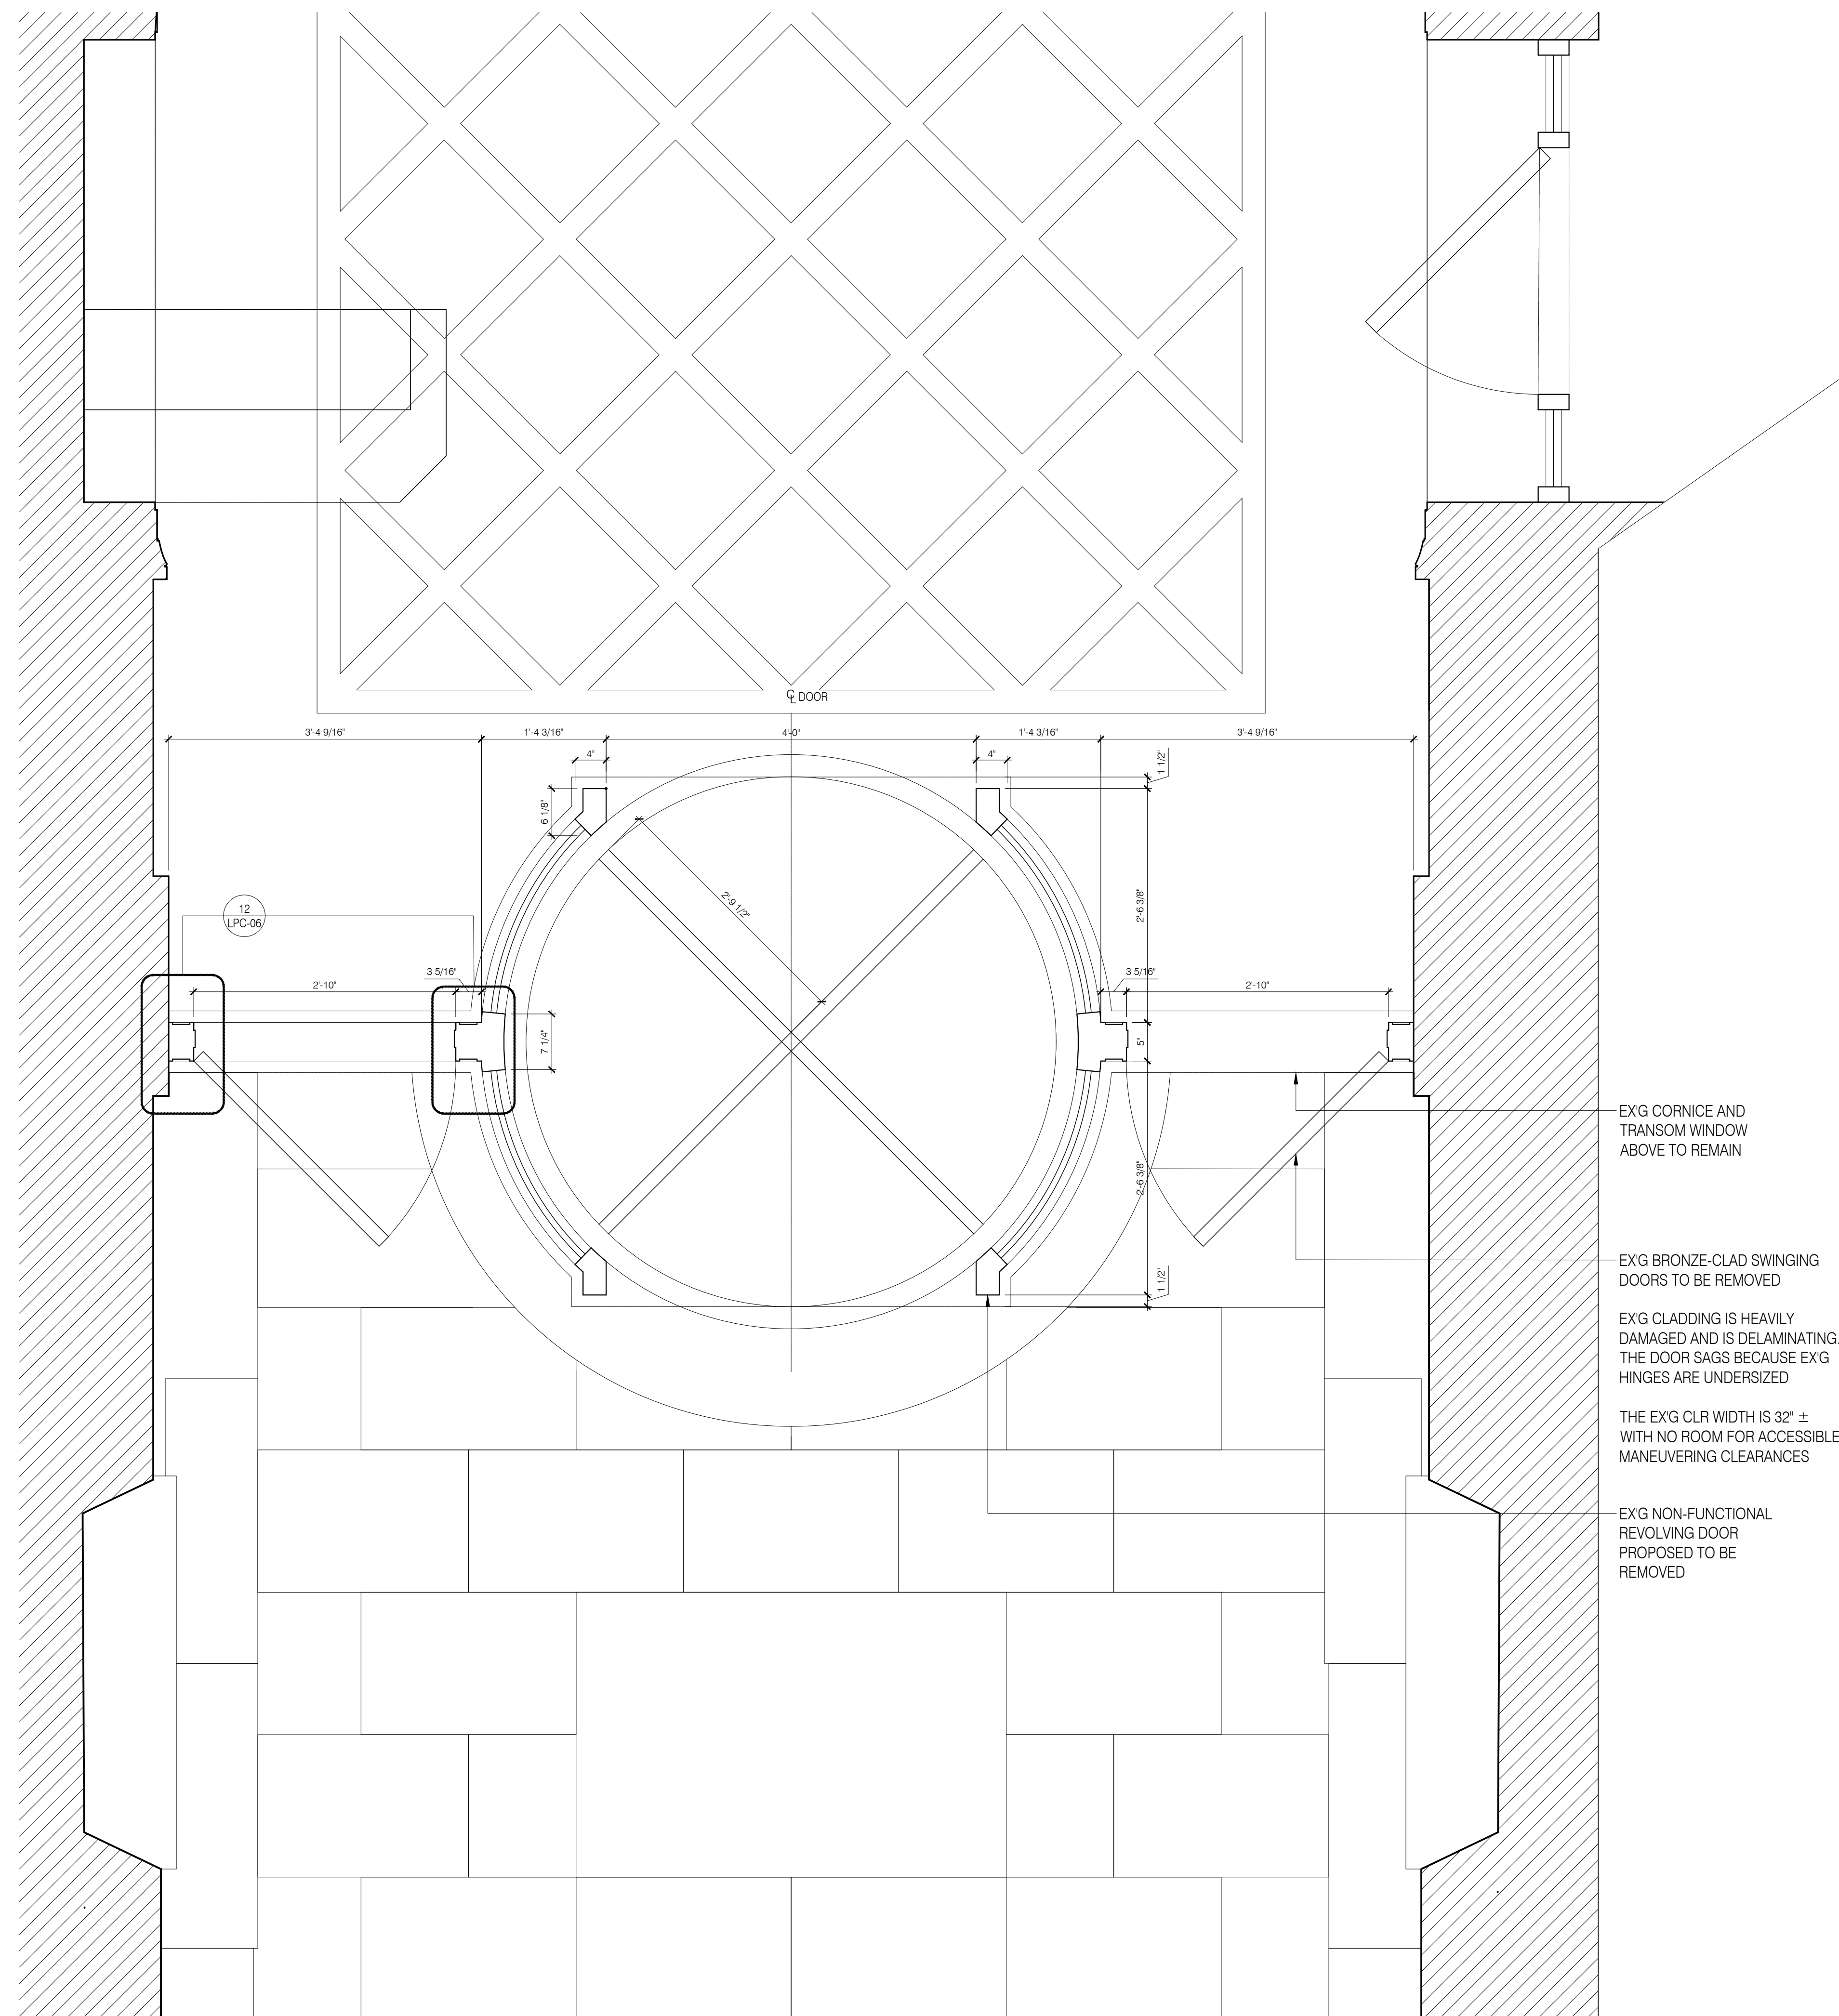 ℄ DOOR
3'-4 9/16"
1'-4 3/16"
4'-0"
1'-4 3/16"
3'-4 9/16"
4"
4"
1 1/2"
6 1/8"
2'-9 1/2"
2'-6 3/8"
12
LPC-06
2'-10"
3 5/16"
3 5/16"
2'-10"
7 1/4"
5"
2'-6 3/8"
1 1/2"
EX'G CORNICE AND
TRANSOM WINDOW
ABOVE TO REMAIN
EX'G BRONZE-CLAD SWINGING
DOORS TO BE REMOVED
EX'G CLADDING IS HEAVILY
DAMAGED AND IS DELAMINATING.
THE DOOR SAGS BECAUSE EX'G
HINGES ARE UNDERSIZED
THE EX'G CLR WIDTH IS 32" ±
WITH NO ROOM FOR ACCESSIBLE
MANEUVERING CLEARANCES
EX'G NON-FUNCTIONAL
REVOLVING DOOR
PROPOSED TO BE
REMOVED